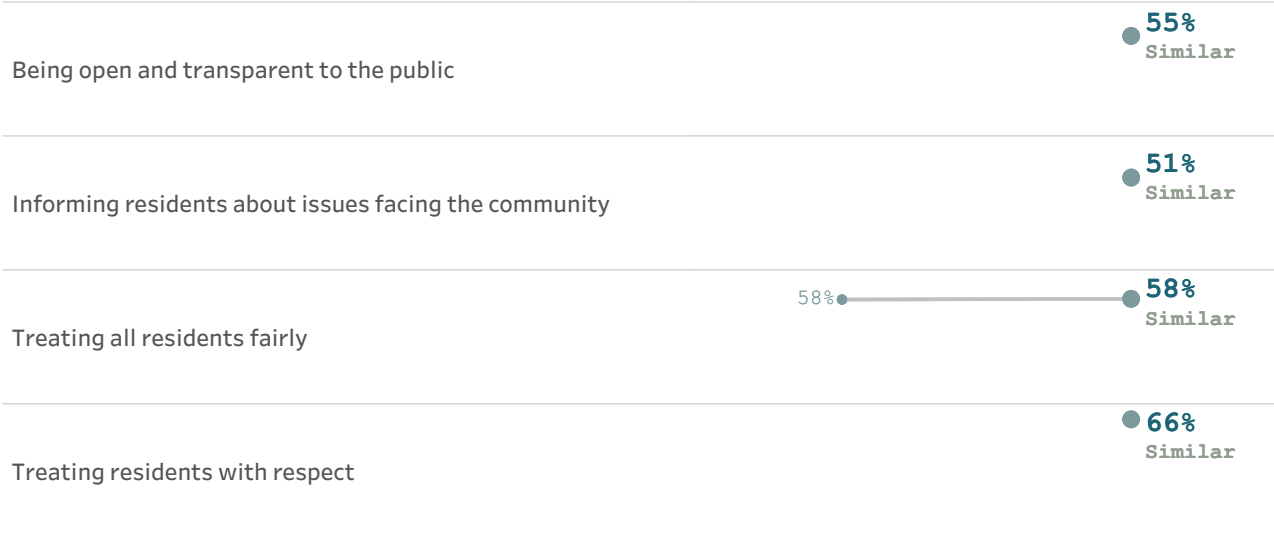 55%
Similar
Being open and transparent to the public
51%
Similar
Informing residents about issues facing the community
58%
58%
Similar
Treating all residents fairly
66%
Similar
Treating residents with respect